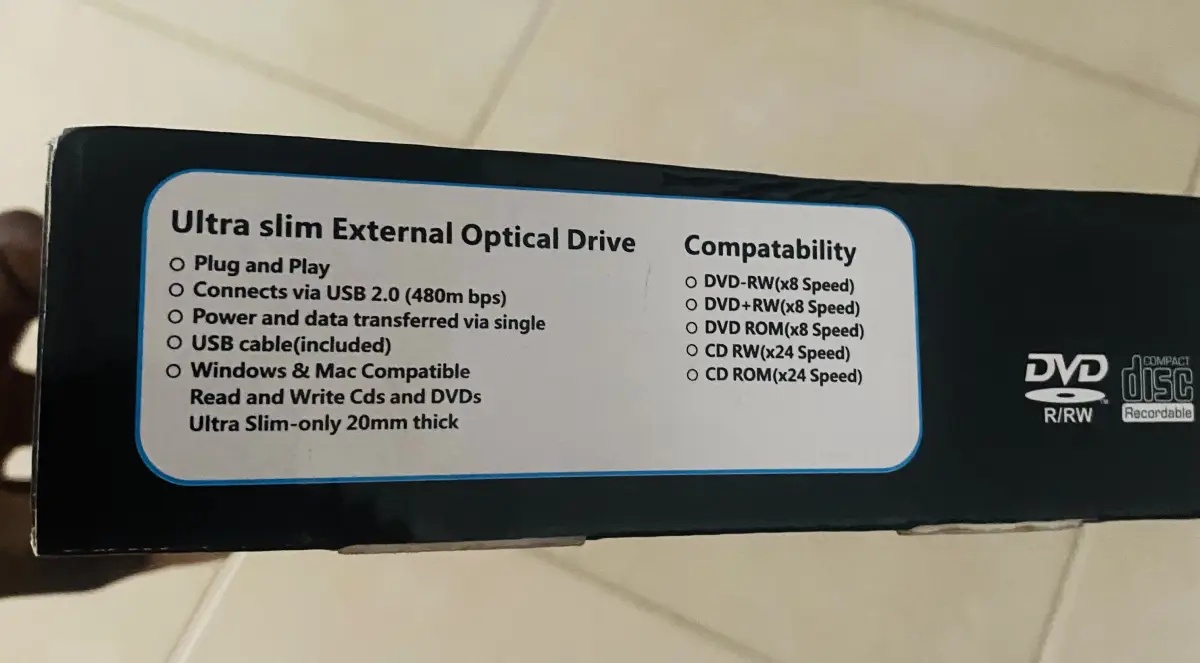 Ultra slim External Optical Drive
O Plug and Play
O Connects via USB 2.0 (480m bps)
O Power and data transferred via single
O USB cable(included)
O Windows & Mac Compatible
Read and Write Cds and DVDs
Ultra Slim-only 20mm thick
Compatability
O DVD-RW(x8 Speed)
O DVD+RW(x8 Speed)
O DVD ROM(x8 Speed)
O CD RW(x24 Speed)
O CD ROM(x24 Speed)
DVD
R/RW
COMPACT
disc
Recordable